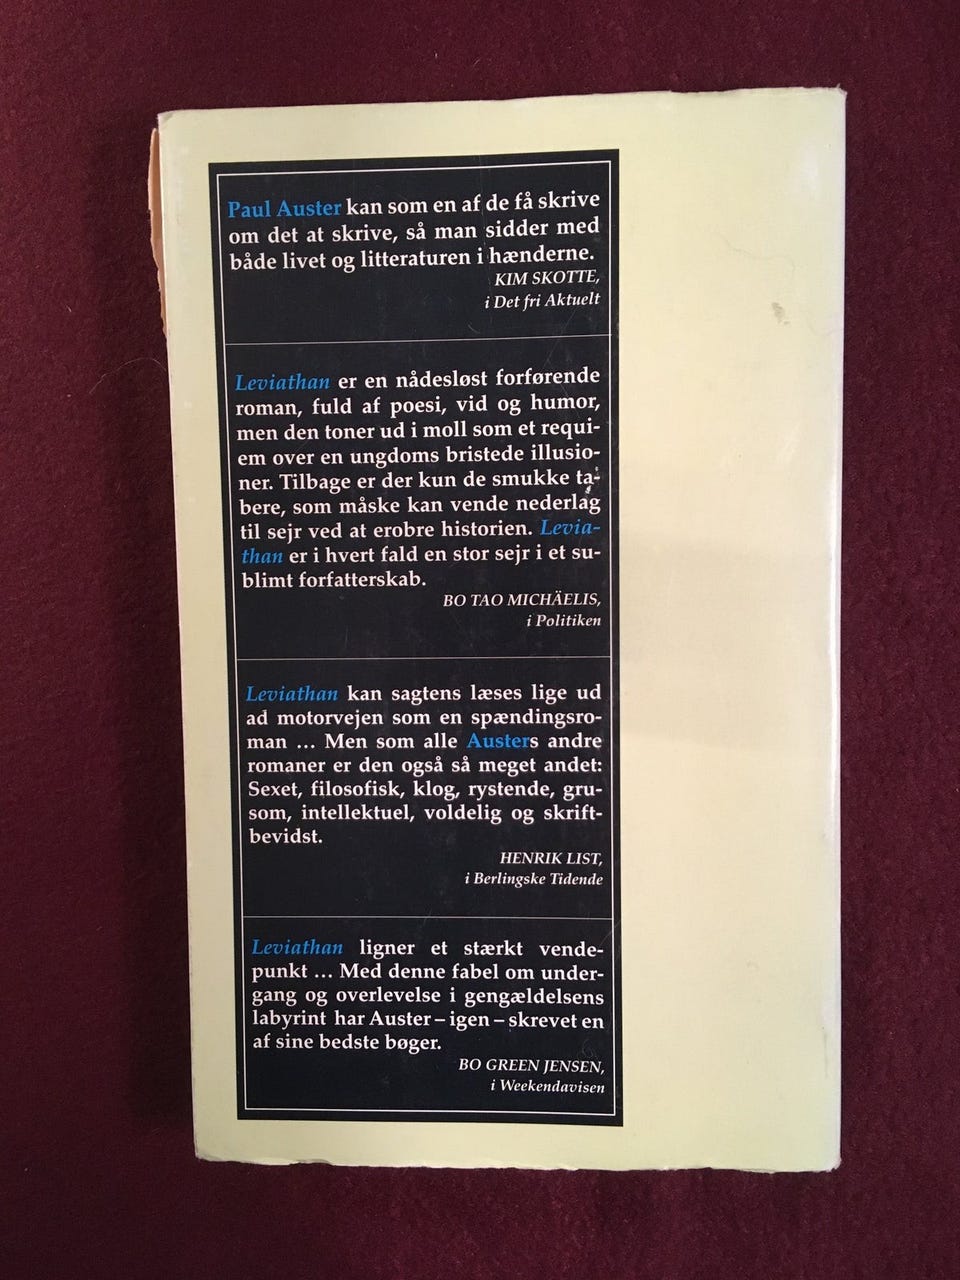 Paul Auster kan som en af de få skrive
om det at skrive, så man sidder med
både livet og litteraturen i hænderne.
KIM SKOTTE,
i Det fri Aktuelt
Leviathan er en nådesløst forførende
roman, fuld af poesi, vid og humor,
men den toner ud i moll som et requi-
em over en ungdoms bristede illusio-
ner. Tilbage er der kun de smukke ta-
bere, som måske kan vende nederlag
til sejr ved at erobre historien. Levia-
than er i hvert fald en stor sejr i et su-
blimt forfatterskab.
BO TAO MICHÄELIS,
i Politiken
Leviathan kan sagtens læses lige ud
ad motorvejen som en spændingsro-
man ... Men som alle Austers andre
romaner er den også så meget andet:
Sexet, filosofisk, klog, rystende, gru-
som, intellektuel, voldelig og skrift-
bevidst.
HENRIK LIST,
i Berlingske Tidende
Leviathan ligner et stærkt vende-
punkt ... Med denne fabel om under-
gang og overlevelse i gengældelsens
labyrint har Auster – igen – skrevet en
af sine bedste bøger.
BO GREEN JENSEN,
i Weekendavisen